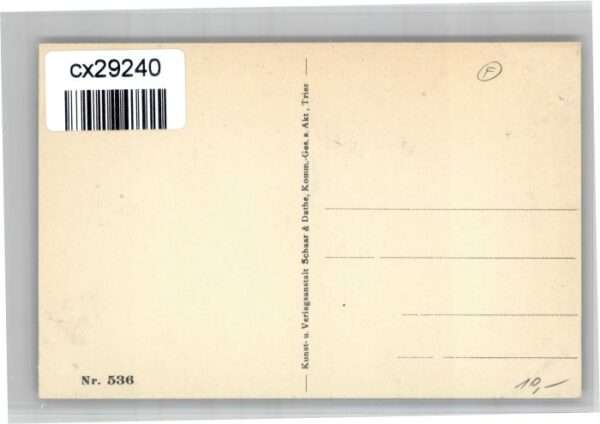 cx29240
F
Kunst- u. Verlagsanstalt Schaar & Dathe, Komm.-Ges. a. Akt., Trier
Nr. 536
10,—